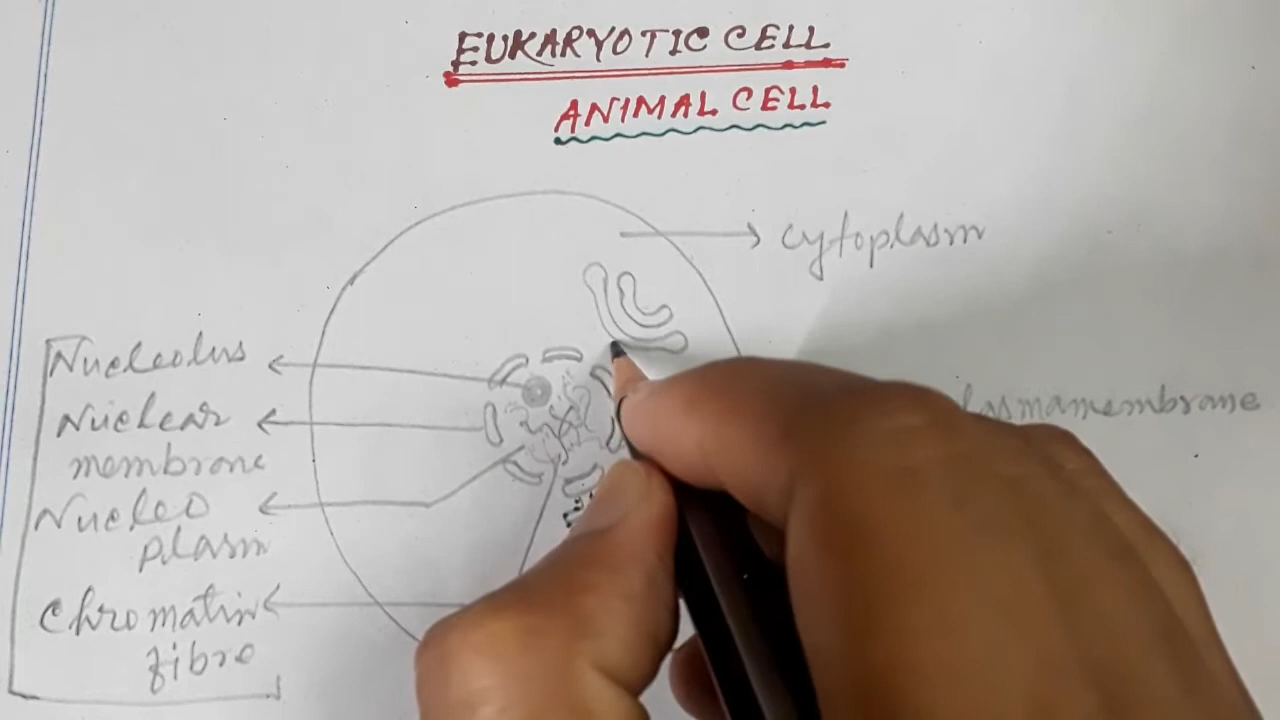 EUKARYOTIC CELL
ANIMAL CELL
cytoplasm
Nucleolus
Nuclear
membrane
Nucleo
plasm
Chromatin
fibre